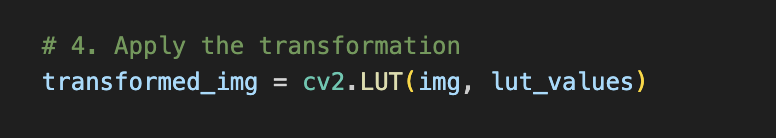 # 4. Apply the transformation
transformed_img = cv2.LUT(img, lut_values)